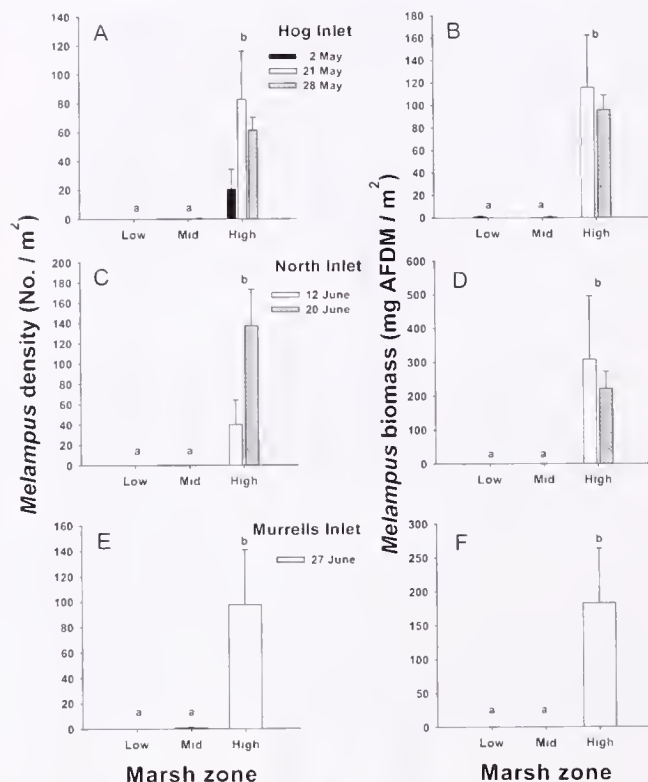 A
Hog Inlet
2 May
21 May
28 May
140
120
100
80
60
40
20
0
a
a
b
Low
Mid
High
B
180
160
140
120
100
80
60
40
20
0
a
a
b
Low
Mid
High
C
North Inlet
12 June
20 June
200
180
160
140
120
100
80
60
40
20
0
a
a
b
Low
Mid
High
D
600
500
400
300
200
100
0
a
a
b
Low
Mid
High
E
Murrells Inlet
27 June
160
140
120
100
80
60
40
20
0
a
a
b
Low
Mid
High
F
300
250
200
150
100
50
0
a
a
b
Low
Mid
High
Melampus density (No. / m²)
Melampus biomass (mg AFDM / m²)
Marsh zone
Marsh zone